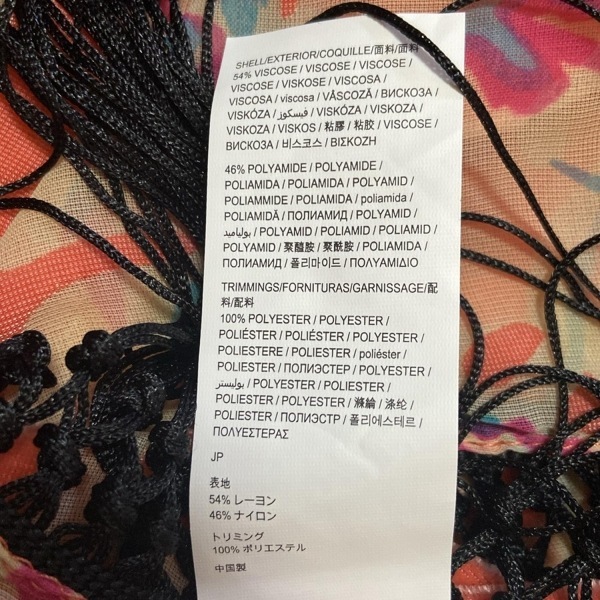 SHELL/EXTERIOR/COQUILLE/面料/面料
54% VISCOSE / VISCOSE / VISCOSE /
VISCOSE / VISKOSE / VISCOSA /
VISCOSA / viscosa / VÂSCOZĂ / ВИСКОЗА /
VISKÓZA / فيسكوز / VISKÓZA / VISKOZA /
VISKOZA / VISKOS / 粘膠 / 粘胶 / VISCOSE /
ВИСКОЗА / 비스코스 / ΒΙΣΚΟΖΗ
46% POLYAMIDE / POLYAMIDE /
POLIAMIDA / POLIAMIDA / POLYAMID /
POLIAMMIDE / POLIAMIDA / poliamida /
POLIAMIDĂ / ПОЛИАМИД / POLYAMID /
بولياميد / POLYAMID / POLIAMID / POLIAMID /
POLYAMID / 聚醯胺 / 聚酰胺 / POLIAMIDA /
ПОЛИАМИД / 폴리마이드 / ΠΟΛΥΑΜΙΔΙΟ
TRIMMINGS/FORNITURAS/GARNISSAGE/配
料/配料
100% POLYESTER / POLYESTER /
POLIÉSTER / POLIÉSTER / POLYESTER /
POLIESTERE / POLIESTER / poliéster /
POLIESTER / ПОЛИЭСТЕР / POLYESTER /
بوليستر / POLYESTER / POLIESTER /
POLIESTER / POLYESTER / 滌綸 / 涤纶 /
POLIESTER / ПОЛИЭСТР / 폴리에스테르 /
ΠΟΛΥΕΣΤΕΡΑΣ
JP
表地
54% レーヨン
46% ナイロン
トリミング
100% ポリエステル
中国製